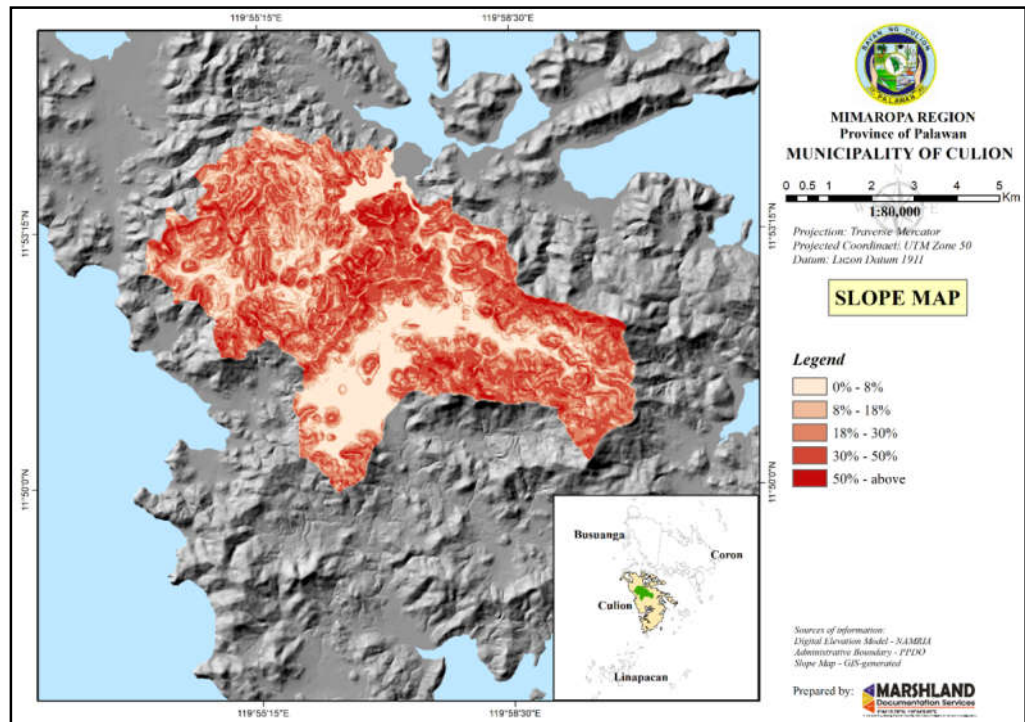 119°55'15"E
119°58'30"E
11°53'15"N
11°53'15"N
11°50'0"N
11°50'0"N
119°55'15"E
119°58'30"E
Busuanga
Coron
Culion
Linapacan
BAYAN NG CULION
PALAWAN
MIMAROPA REGION
Province of Palawan
MUNICIPALITY OF CULION
N
W
E
0 0.5 1 2 3 4 5
Km
1:80,000
Projection: Traverse Mercator
Projected Coordinaet: UTM Zone 50
Datum: Luzon Datum 1911
SLOPE MAP
Legend
0% - 8%
8% - 18%
18% - 30%
30% - 50%
50% - above
Sources of information:
Digital Elevation Model - NAMRIA
Administrative Boundary - PPDO
Slope Map - GIS-generated
Prepared by:
MARSHLAND
Documentation Services